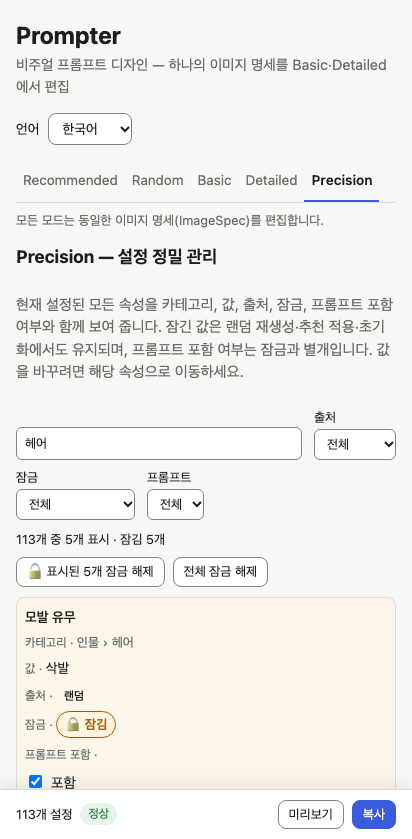 Prompter
비주얼 프롬프트 디자인 — 하나의 이미지 명세를 Basic·Detailed
에서 편집
언어 한국어
Recommended Random Basic Detailed Precision
모든 모드는 동일한 이미지 명세(ImageSpec)를 편집합니다.
Precision — 설정 정밀 관리
현재 설정된 모든 속성을 카테고리, 값, 출처, 잠금, 프롬프트 포함
여부와 함께 보여 줍니다. 잠긴 값은 랜덤 재생성·추천 적용·초기
화에서도 유지되며, 프롬프트 포함 여부는 잠금과 별개입니다. 값
을 바꾸려면 해당 속성으로 이동하세요.
출처
헤어 전체
잠금 프롬프트
전체 전체
113개 중 5개 표시 · 잠김 5개
🔒 표시된 5개 잠금 해제 전체 잠금 해제
모발 유무
카테고리 · 인물 › 헤어
값 · 삭발
출처 · 랜덤
잠금 · 🔒 잠김
프롬프트 포함 ·
포함
113개 설정 정상 미리보기 복사